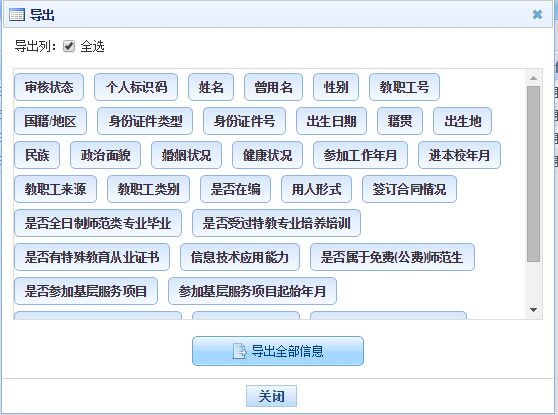 导出
导出列： 全选
审核状态 个人标识码 姓名 曾用名 性别 教职工号
国籍/地区 身份证件类型 身份证件号 出生日期 籍贯 出生地
民族 政治面貌 婚姻状况 健康状况 参加工作年月 进本校年月
教职工来源 教职工类别 是否在编 用人形式 签订合同情况
是否全日制师范类专业毕业 是否受过特教专业培养培训
是否有特殊教育从业证书 信息技术应用能力 是否属于免费(公费)师范生
是否参加基层服务项目 参加基层服务项目起始年月
导出全部信息
关闭